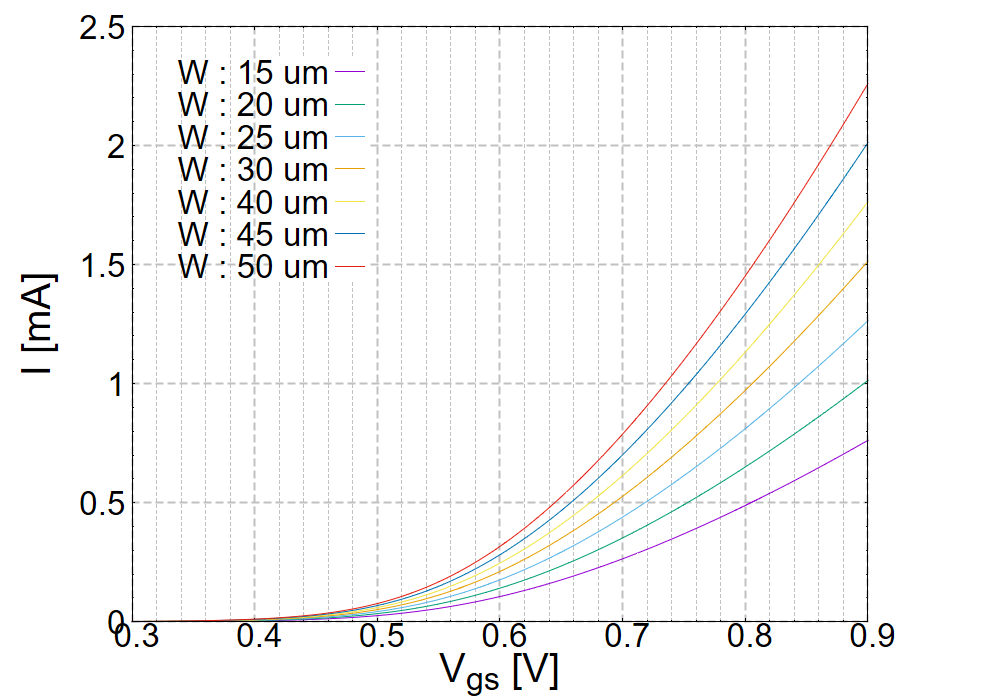 2.5
W : 15 um
W : 20 um
W : 25 um
2
W : 30 um
W : 40 um
W : 45 um
1.5
W : 50 um
I [mA]
1
0.5
0
0.3 0.4 0.5 0.6 0.7 0.8 0.9
Vgs [V]